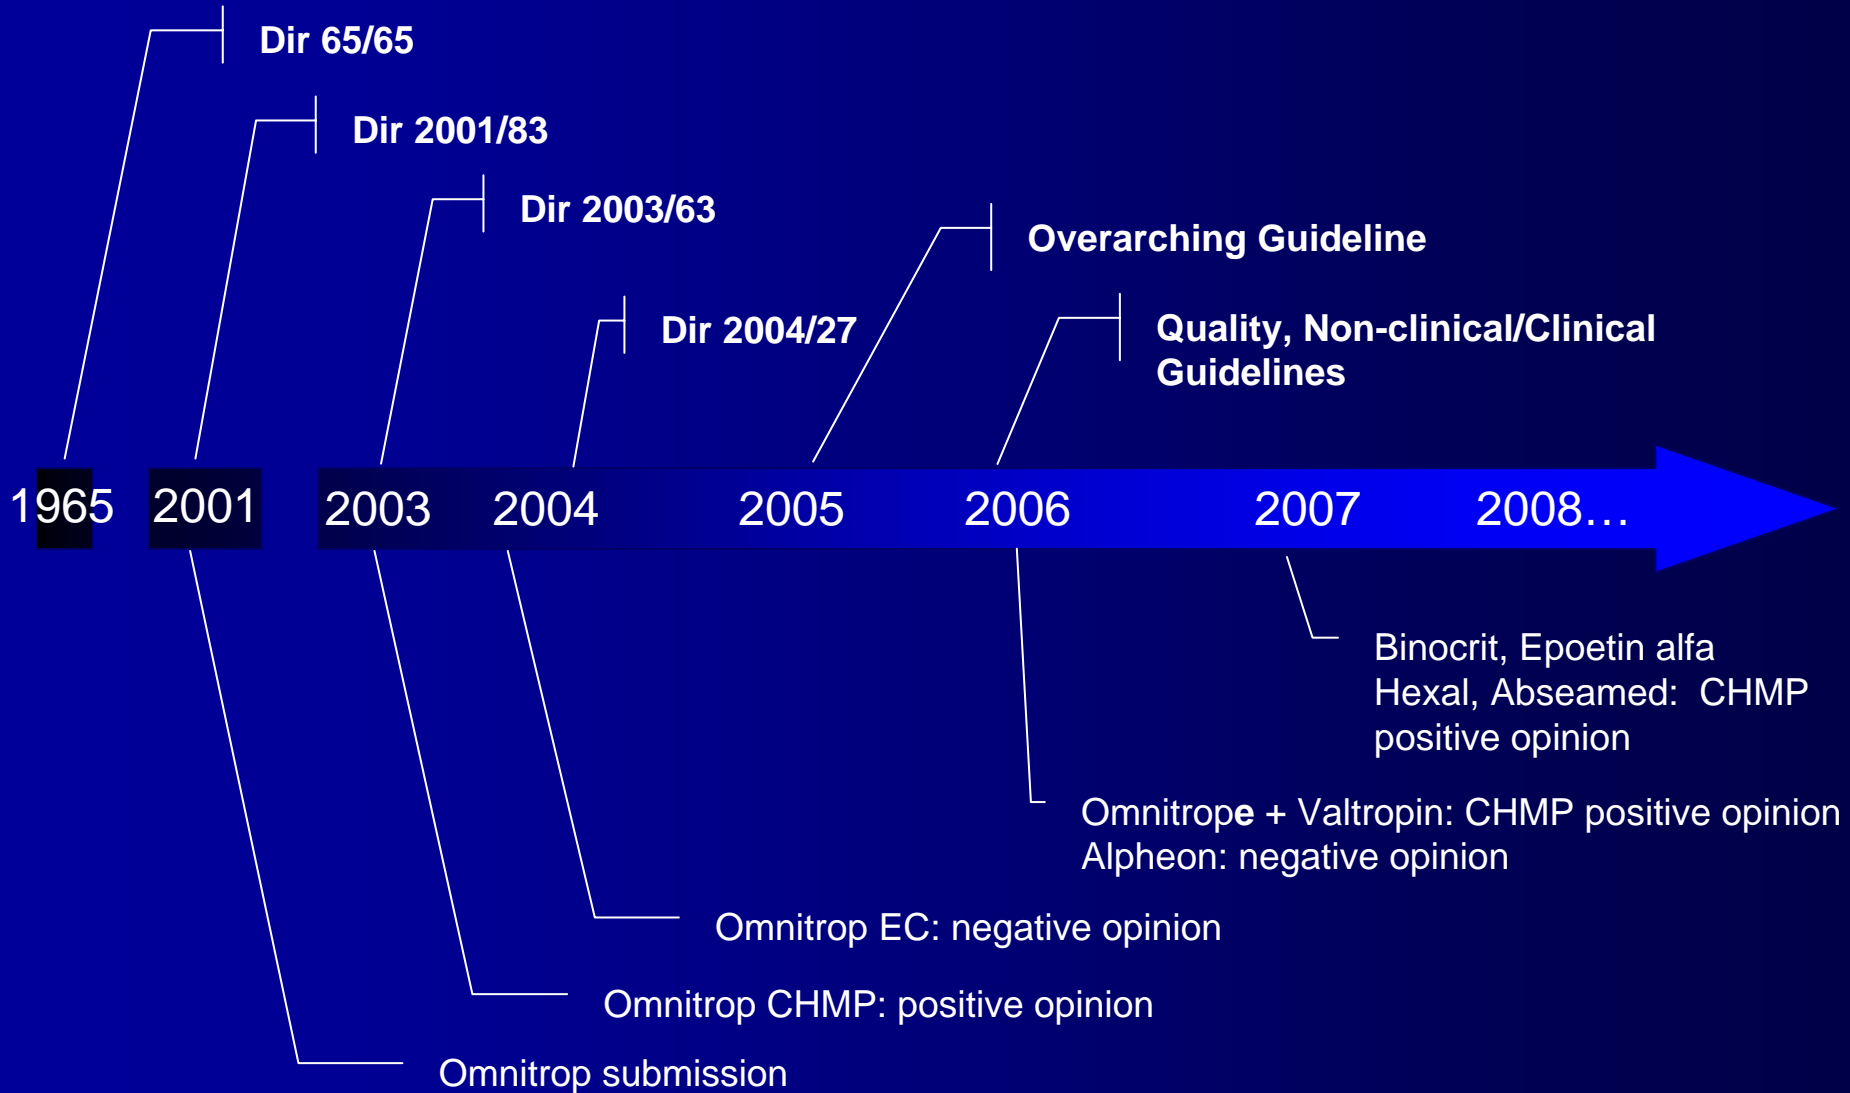 Dir 65/65
Dir 2001/83
Dir 2003/63
Overarching Guideline
Dir 2004/27
Quality, Non-clinical/Clinical
Guidelines
1965 2001 2003 2004 2005 2006 2007 2008…
Binocrit, Epoetin alfa
Hexal, Abseamed: CHMP
positive opinion
Omnitrope + Valtropin: CHMP positive opinion
Alpheon: negative opinion
Omnitrop EC: negative opinion
Omnitrop CHMP: positive opinion
Omnitrop submission